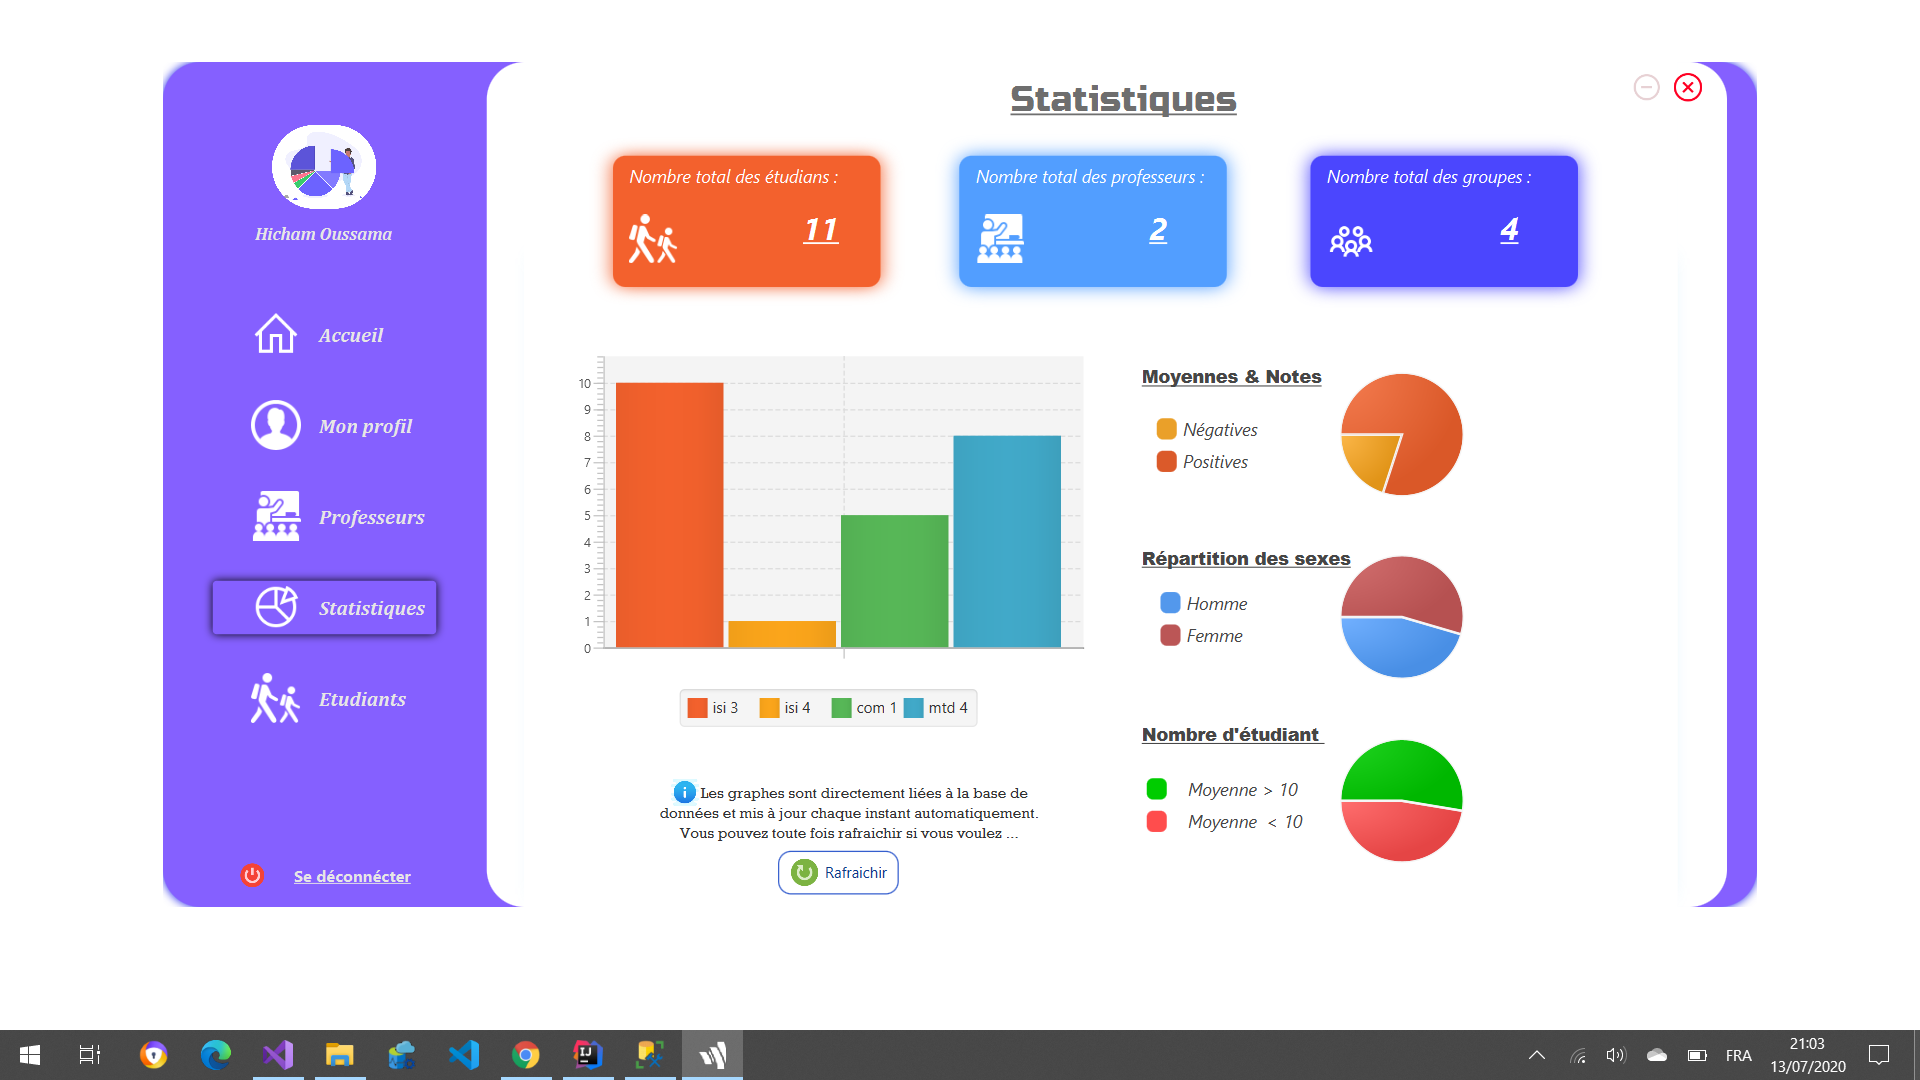 Statistiques
Hicham Oussama
Accueil
Mon profil
Professeurs
Statistiques
Etudiants
Se déconnécter
Nombre total des étudians :
11
Nombre total des professeurs :
2
Nombre total des groupes :
4
10
9
8
7
6
5
4
3
2
1
0
isi 3
isi 4
com 1
mtd 4
Les graphes sont directement liées à la base de
données et mis à jour chaque instant automatiquement.
Vous pouvez toute fois rafraichir si vous voulez ...
Rafraichir
Moyennes & Notes
Négatives
Positives
Répartition des sexes
Homme
Femme
Nombre d'étudiant
Moyenne > 10
Moyenne < 10
IJ
FRA
21:03
13/07/2020